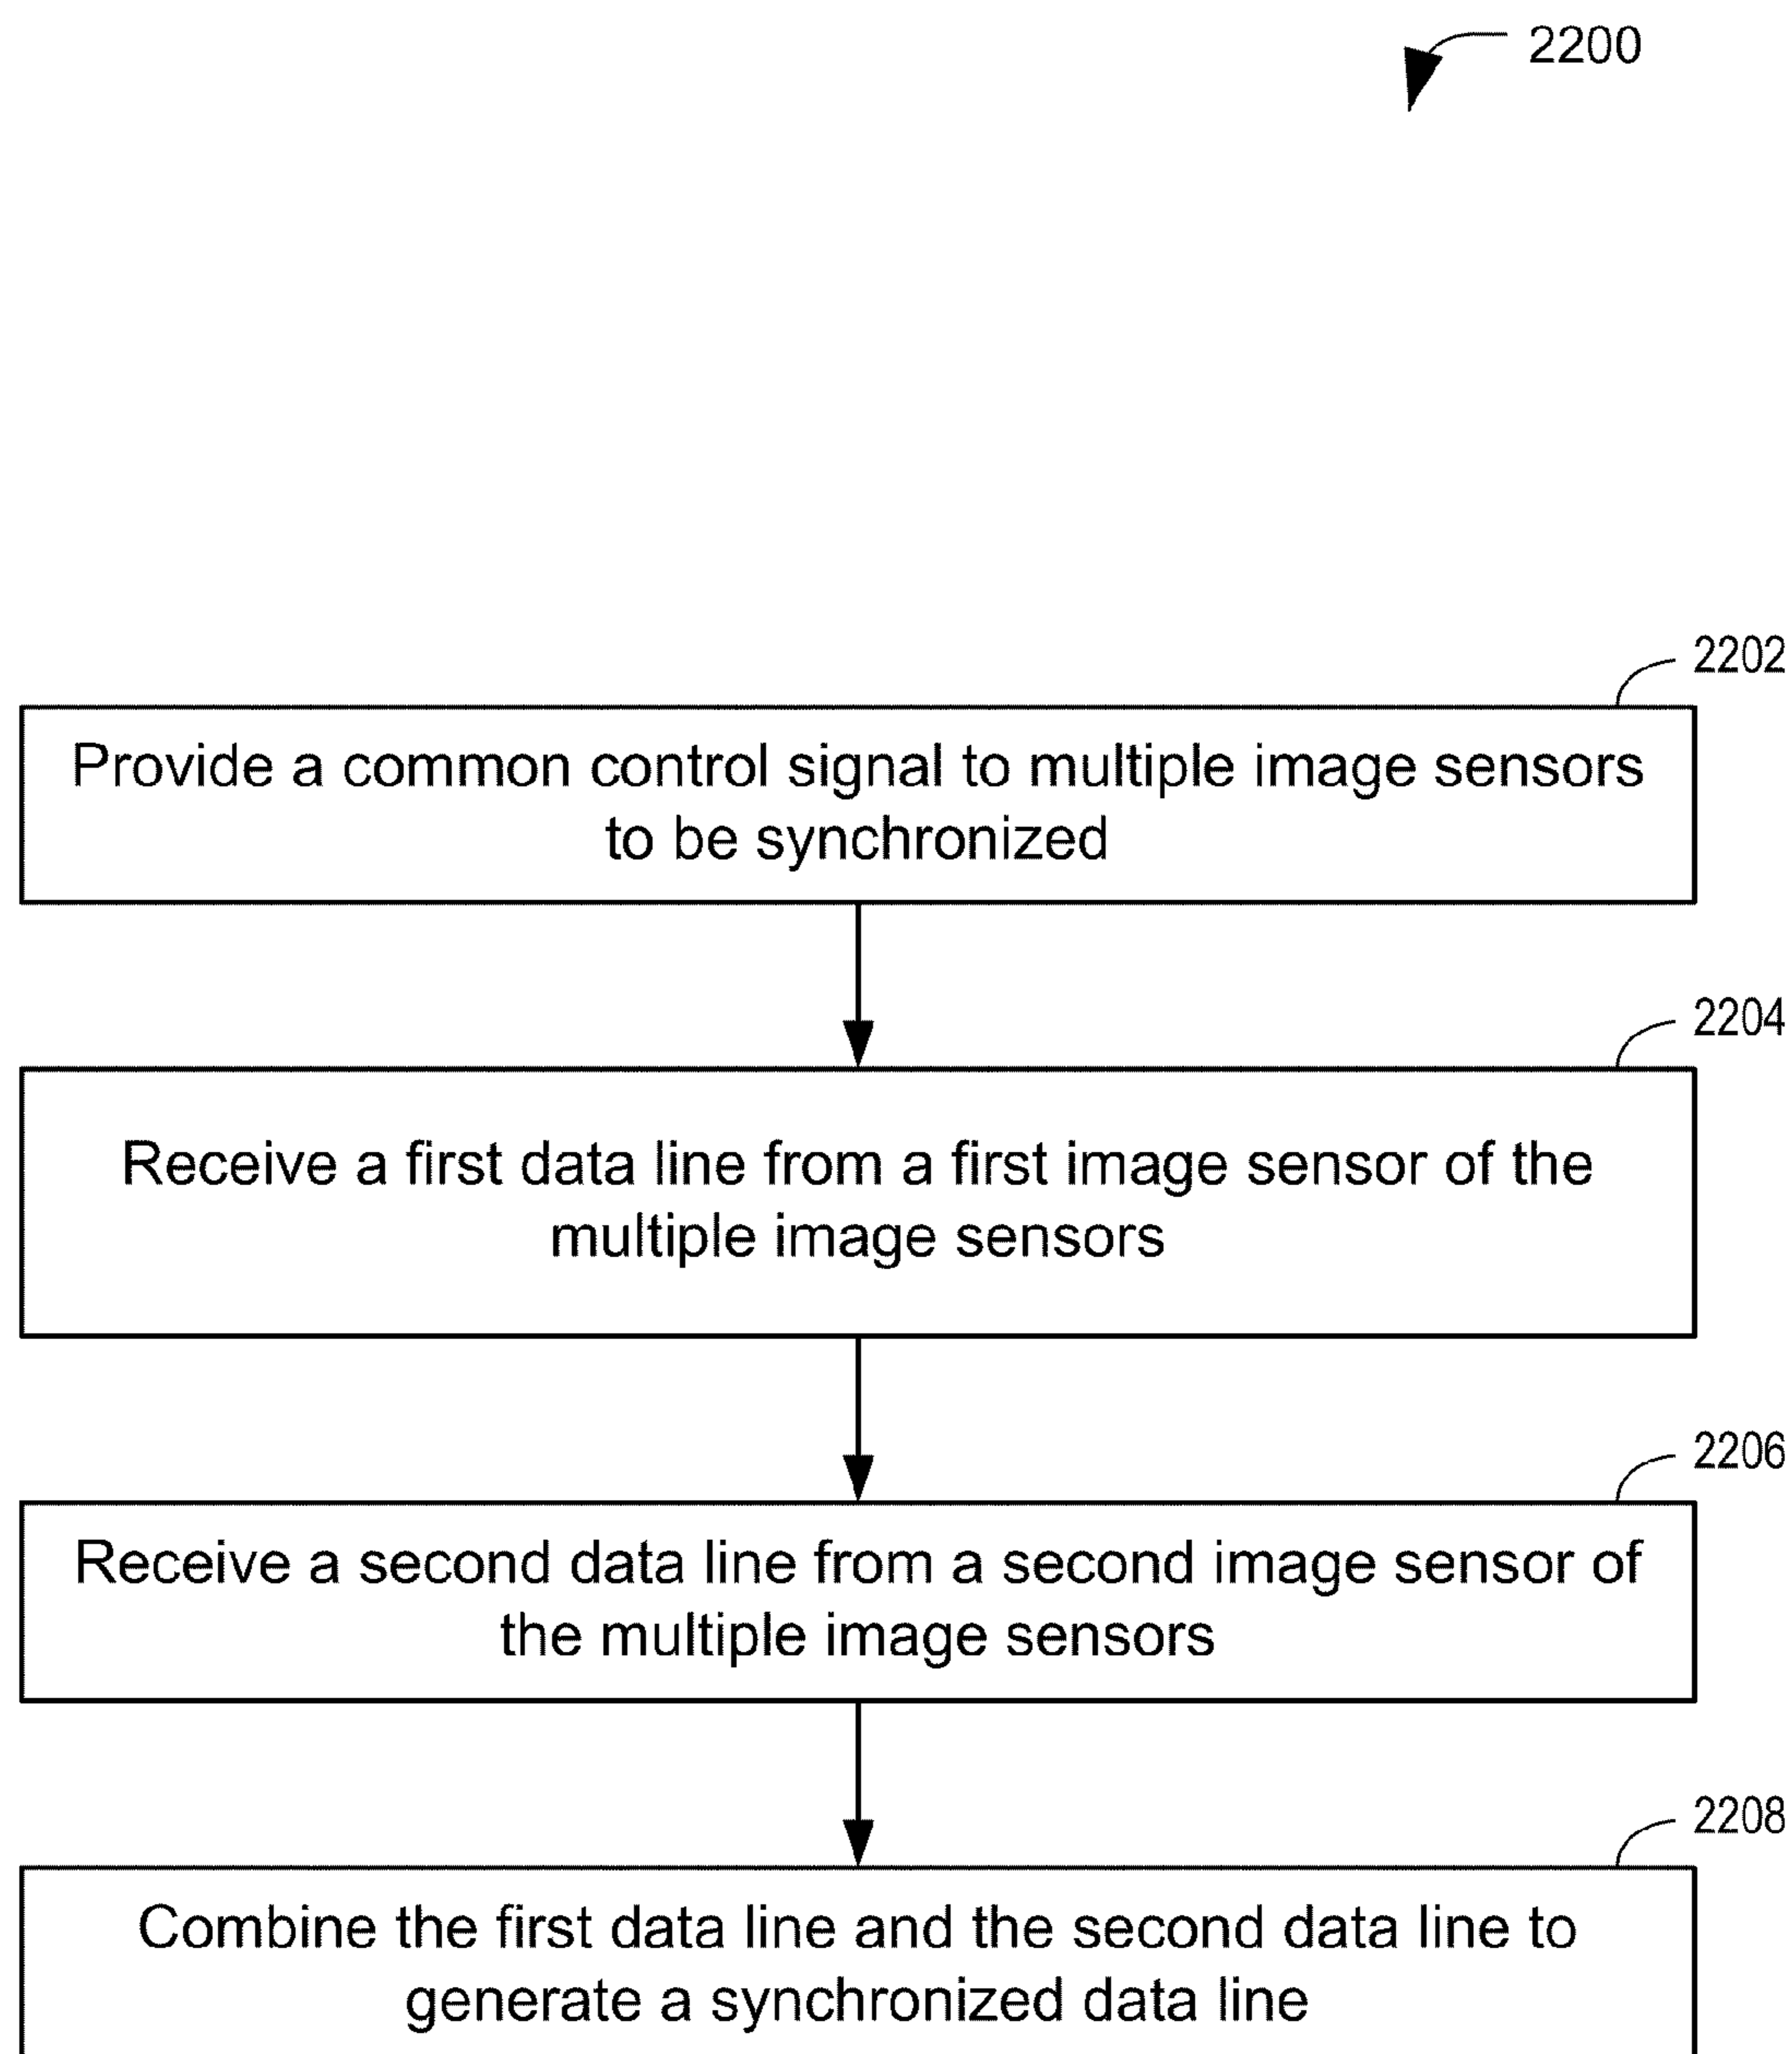 2200
2202
Provide a common control signal to multiple image sensors
to be synchronized
2204
Receive a first data line from a first image sensor of the
multiple image sensors
2206
Receive a second data line from a second image sensor of
the multiple image sensors
2208
Combine the first data line and the second data line to
generate a synchronized data line